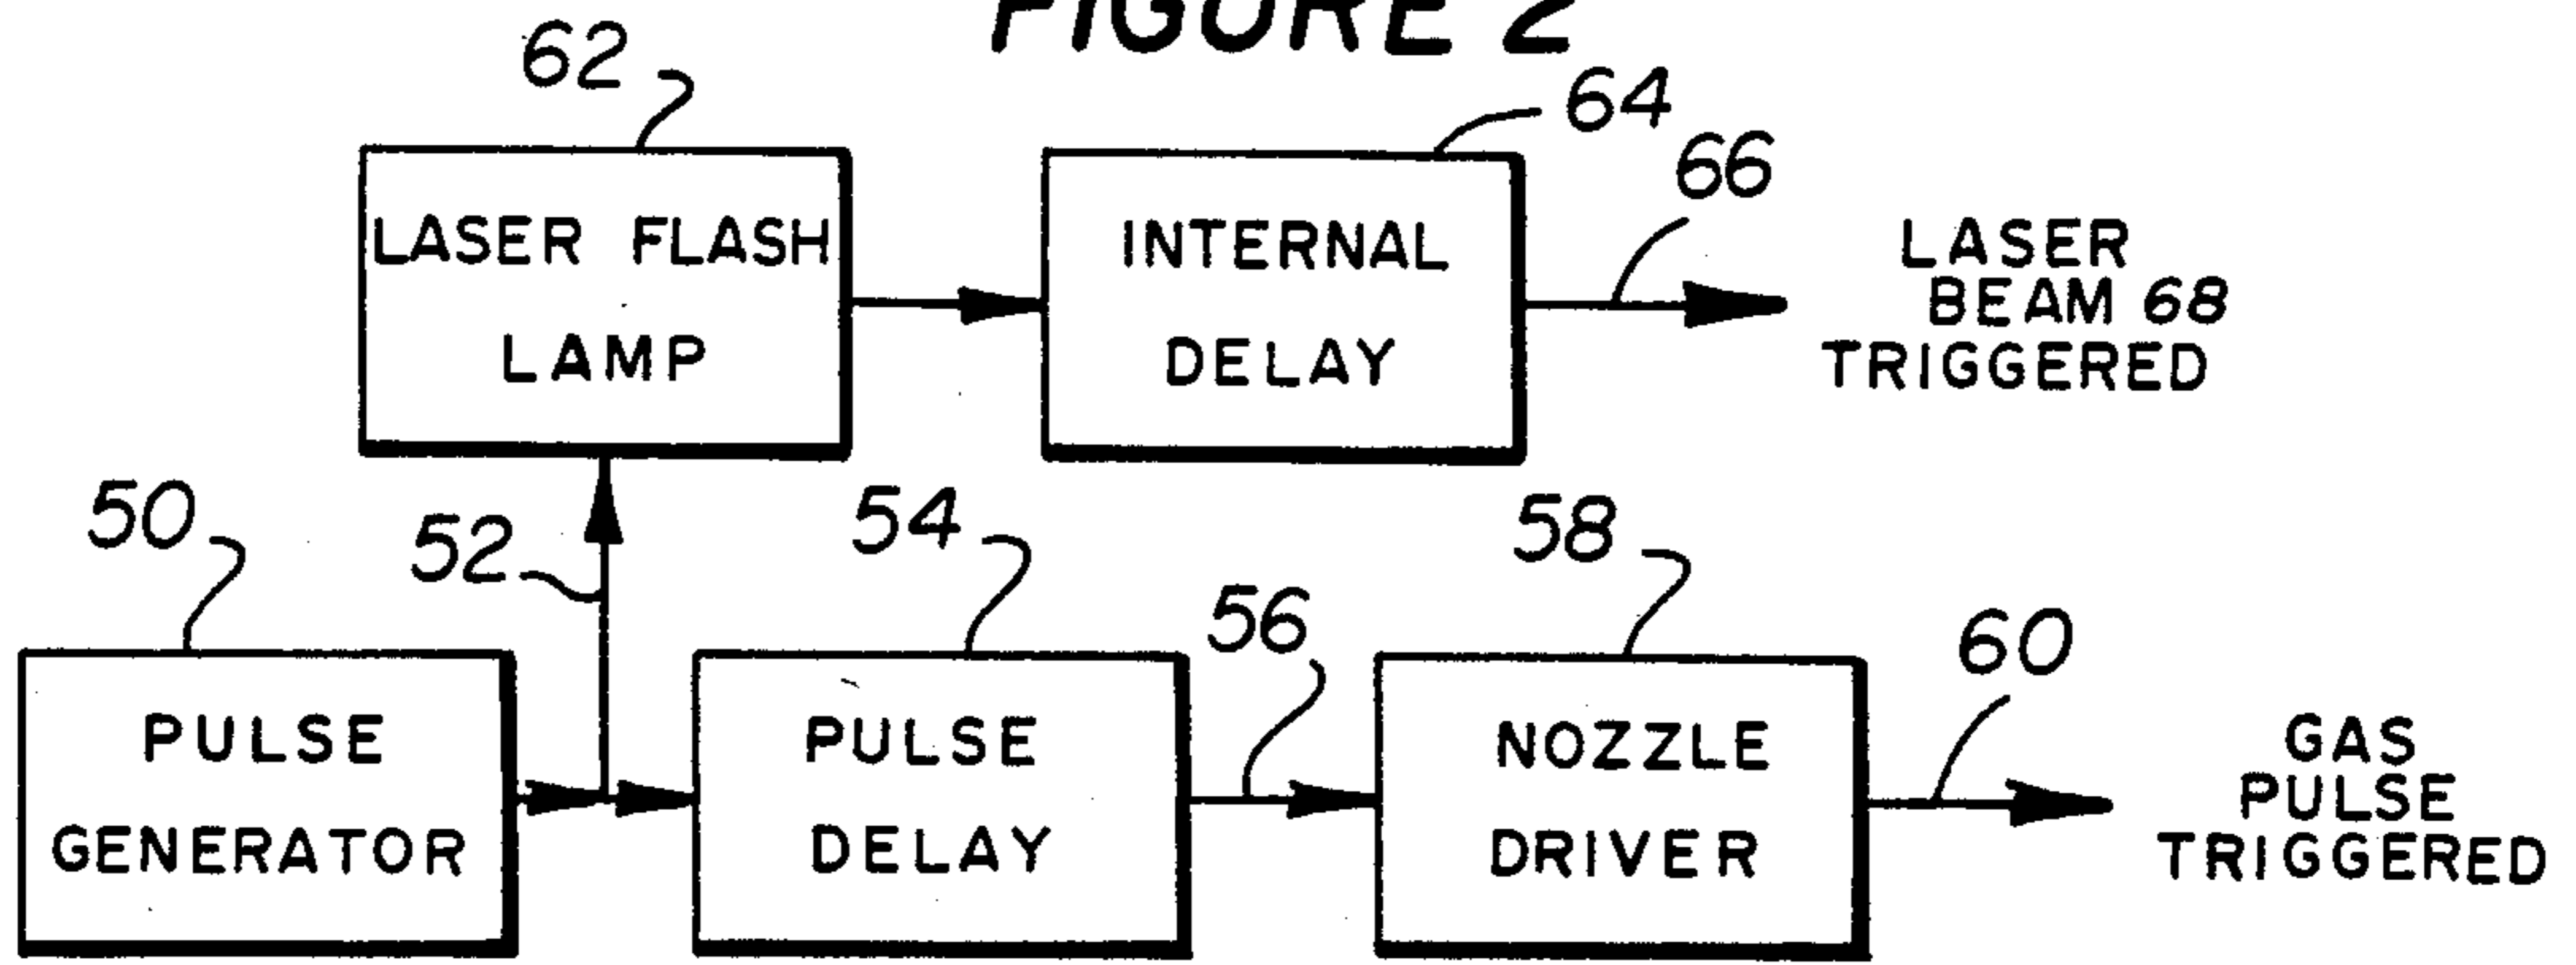 FIGURE 2
62
64
66
LASER FLASH
LAMP
INTERNAL
DELAY
LASER
BEAM 68
TRIGGERED
50
52
54
56
58
60
PULSE
GENERATOR
PULSE
DELAY
NOZZLE
DRIVER
GAS
PULSE
TRIGGERED